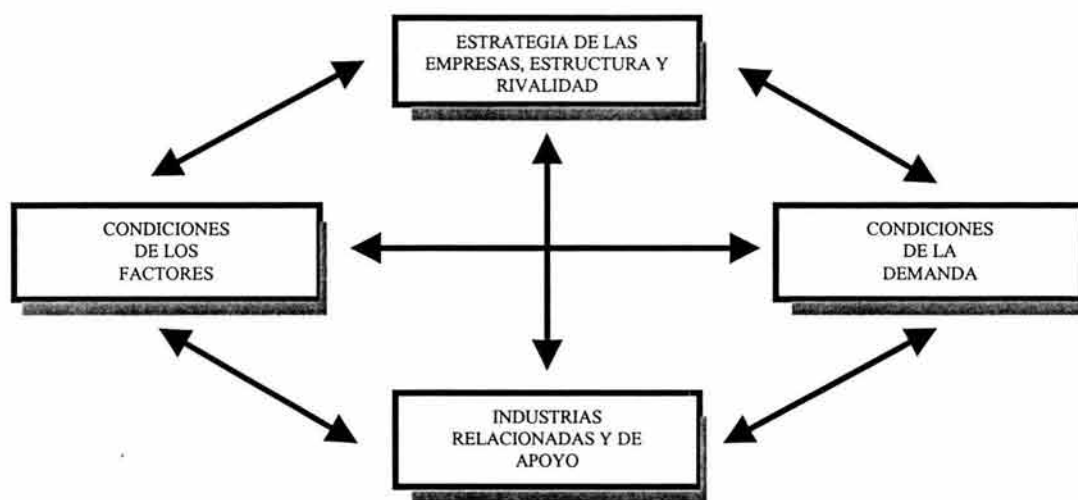 ESTRATEGIA DE LAS
EMPRESAS, ESTRUCTURA Y
RIVALIDAD
CONDICIONES
DE LOS
FACTORES
CONDICIONES
DE LA
DEMANDA
INDUSTRIAS
RELACIONADAS Y DE
APOYO